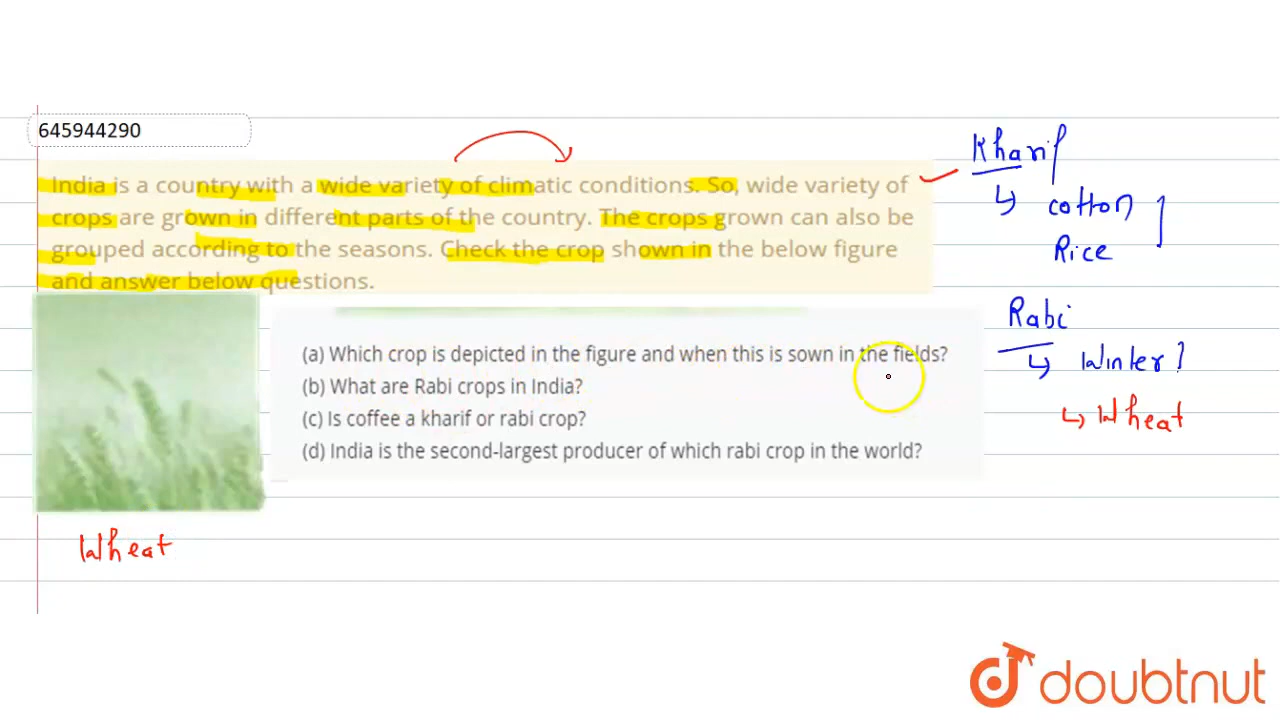 645944290
India is a country with a wide variety of climatic conditions. So, wide variety of
crops are grown in different parts of the country. The crops grown can also be
grouped according to the seasons. Check the crop shown in the below figure
and answer below questions.
(a) Which crop is depicted in the figure and when this is sown in the fields?
(b) What are Rabi crops in India?
(c) Is coffee a kharif or rabi crop?
(d) India is the second-largest producer of which rabi crop in the world?
Wheat
Kharif
↳ cotton
Rice
Rabi
↳ Winter?
↳ Wheat
doubtnut